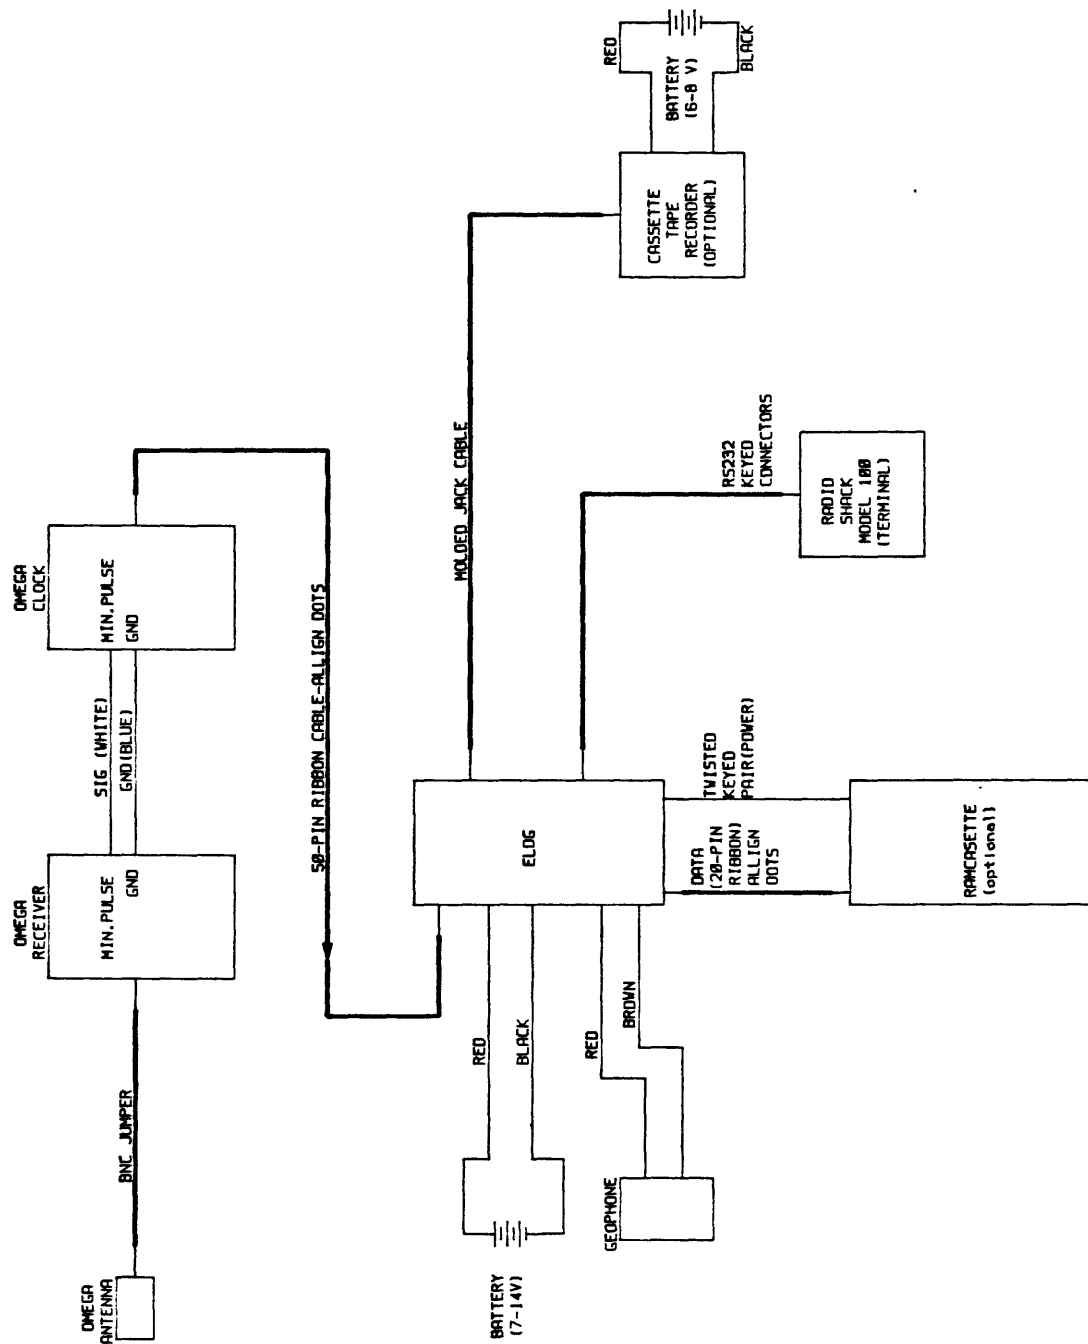 OMEGA
ANTENNA
BNC JUMPER
OMEGA
RECEIVER
MIN.PULSE
GND
SIG (WHITE)
GND(BLUE)
OMEGA
CLOCK
MIN.PULSE
GND
50-PIN RIBBON CABLE-ALLIGN DOTS
BATTERY
(7-14V)
RED
BLACK
GEOPHONE
RED
BROWN
ELOG
MOLDED JACK CABLE
CASSETTE
TAPE
RECORDER
(OPTIONAL)
BATTERY
(6-8 V)
RED
BLACK
RS232
KEYED
CONNECTORS
RADIO
SHACK
MODEL 100
(TERMINAL)
DATA
(20-PIN
RIBBON)
ALLIGN
DOTS
TWISTED
KEYED
PAIR(POWER)
RAMCASETTE
(optional)